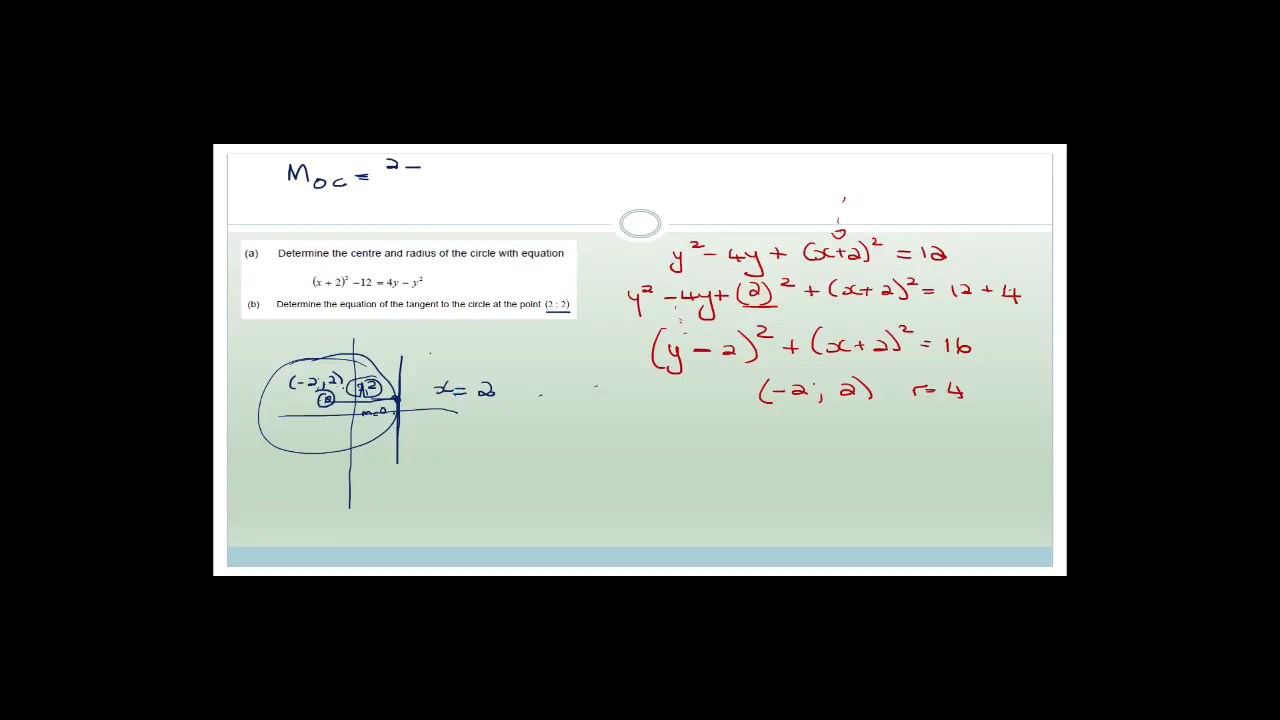 M_OC = 2 −
(a) Determine the centre and radius of the circle with equation
(x + 2)² −12 = 4y − y²
(b) Determine the equation of the tangent to the circle at the point (2 ; 2)
y² − 4y + (x+2)² = 12
y² − 4y + (2)² + (x+2)² = 12 + 4
(y − 2)² + (x+2)² = 16
(−2 ; 2) r = 4
(−2 ; 2)
m=0
x = 2